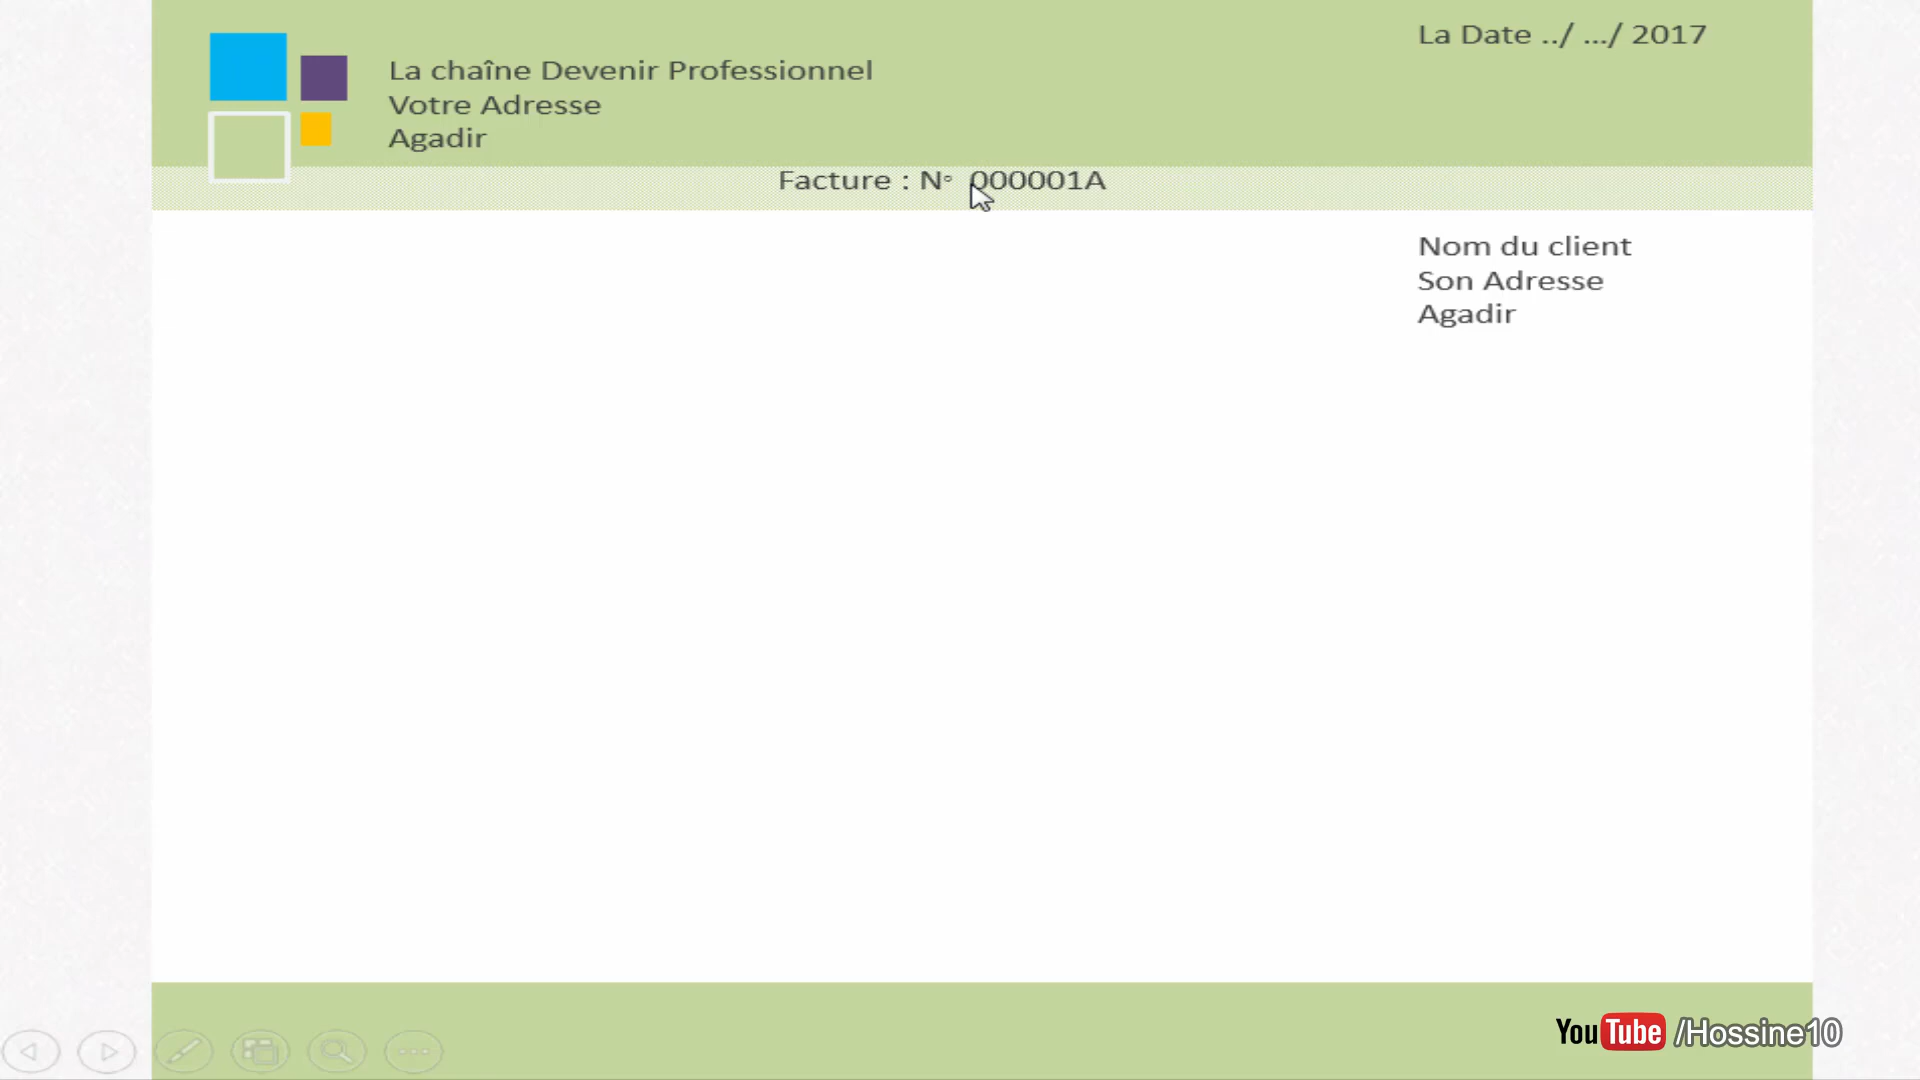 La Date ../ .../ 2017
La chaîne Devenir Professionnel
Votre Adresse
Agadir
Facture : N° 000001A
Nom du client
Son Adresse
Agadir
YouTube /Hossine10